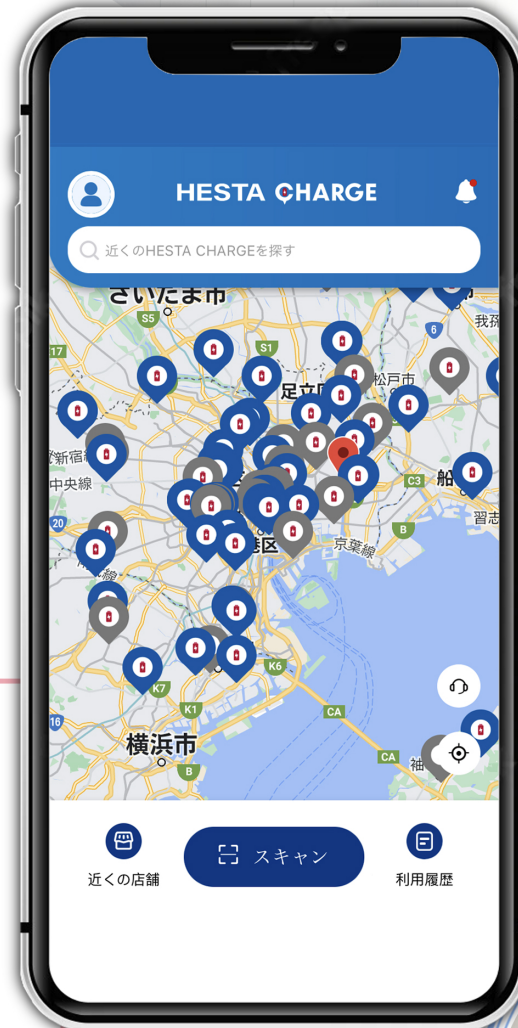 HESTA CHARGE
近くのHESTA CHARGEを探す
さいたま市
S5
6
我孫
17
S1
足立
松戸市
新宿
中央線
C3
船
20
習志
B
港区
京葉線
K6
K7
K1
CA
16
横浜市
CA
袖
B
近くの店舗
スキャン
利用履歴